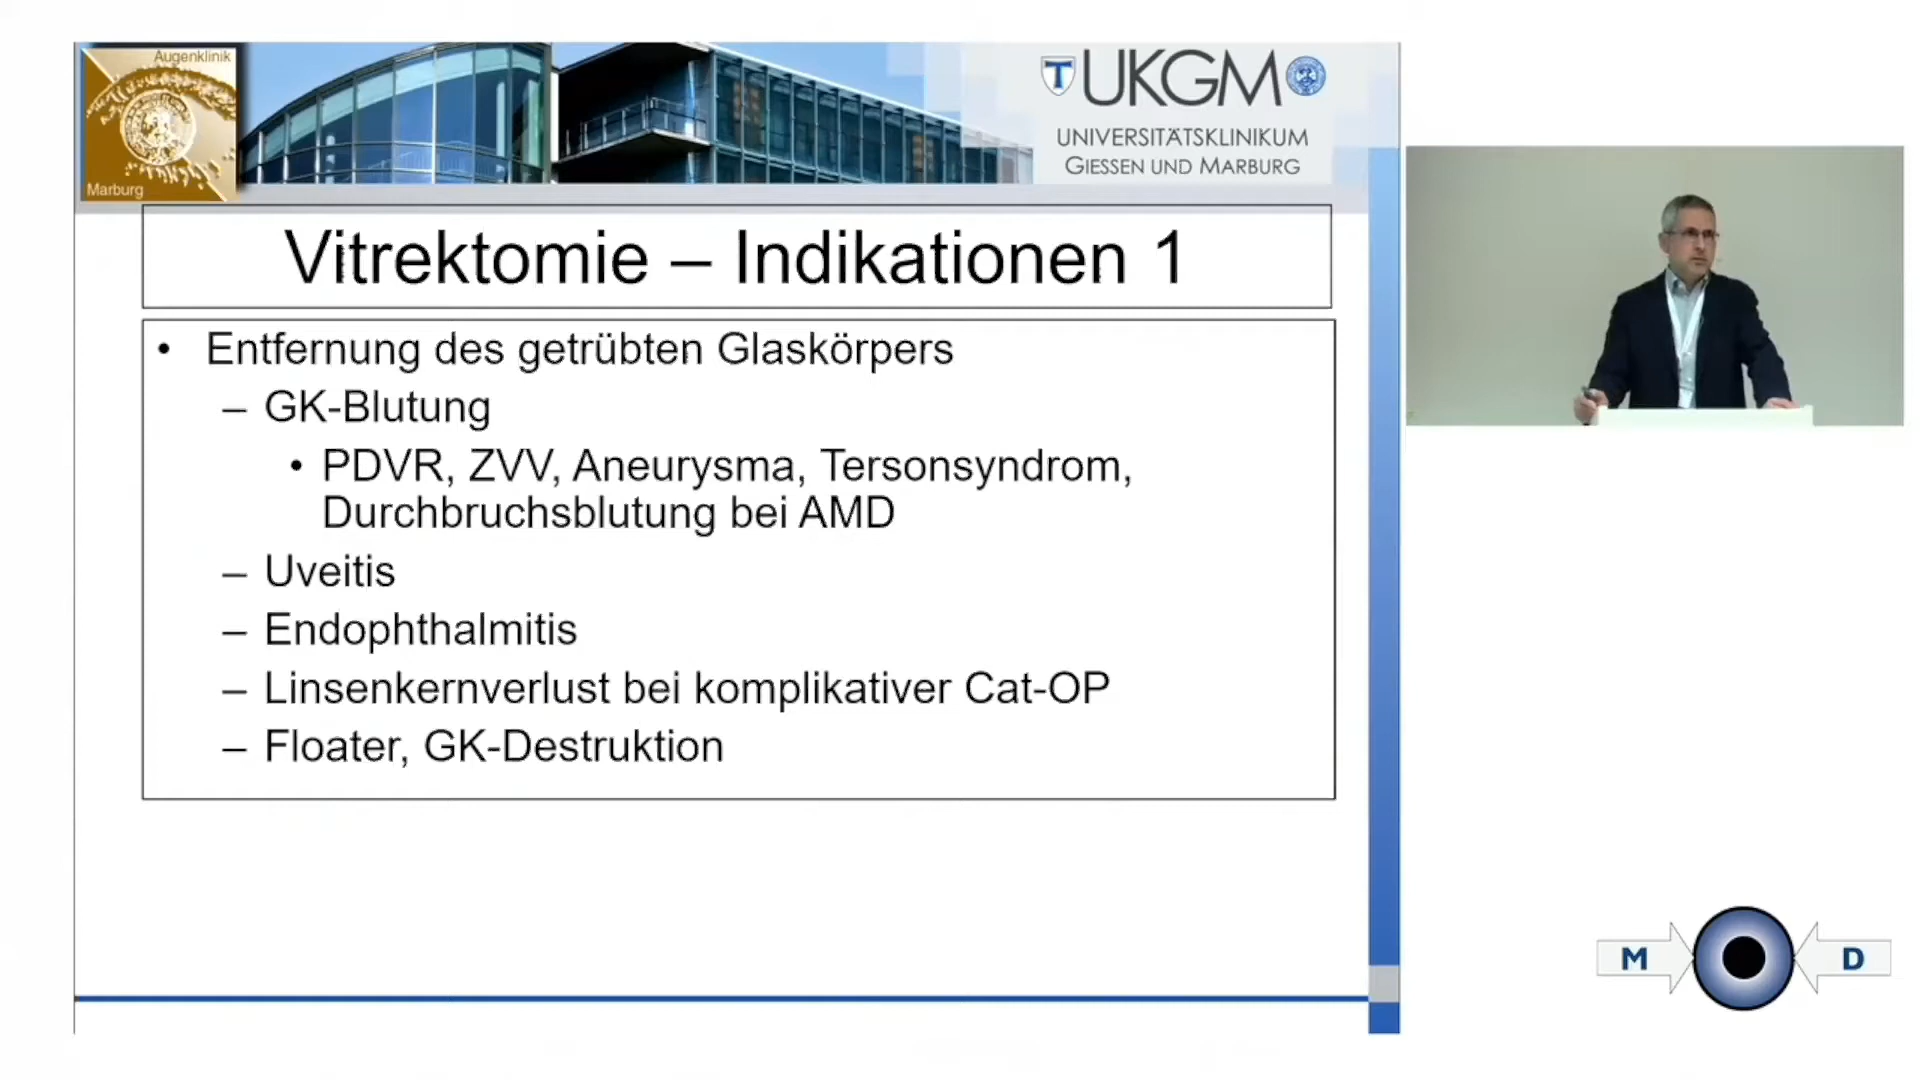 Augenklinik
Marburg
UKGM
UNIVERSITÄTSKLINIKUM
GIESSEN UND MARBURG
Vitrektomie – Indikationen 1
• Entfernung des getrübten Glaskörpers
– GK-Blutung
• PDVR, ZVV, Aneurysma, Tersonsyndrom,
Durchbruchsblutung bei AMD
– Uveitis
– Endophthalmitis
– Linsenkernverlust bei komplikativer Cat-OP
– Floater, GK-Destruktion
M D